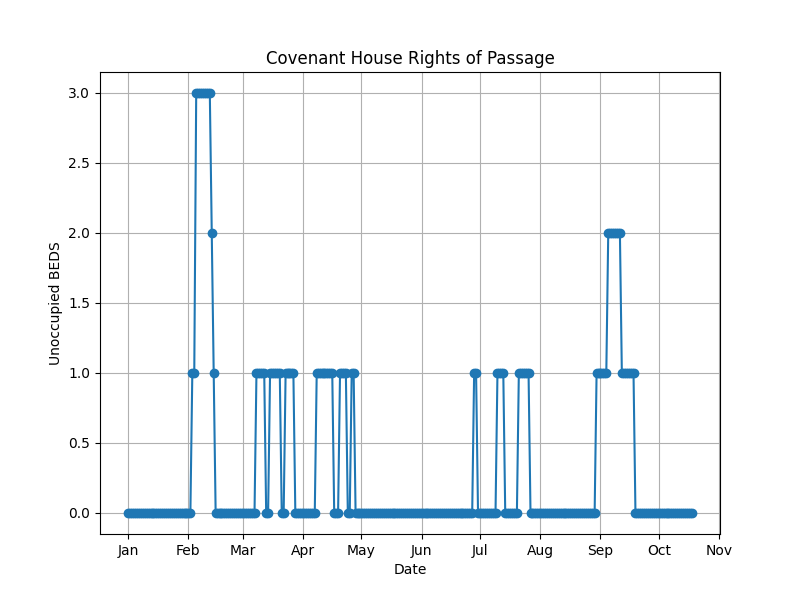 Covenant House Rights of Passage
3.0
2.5
2.0
1.5
1.0
0.5
0.0
Unoccupied BEDS
Jan Feb Mar Apr May Jun Jul Aug Sep Oct Nov
Date